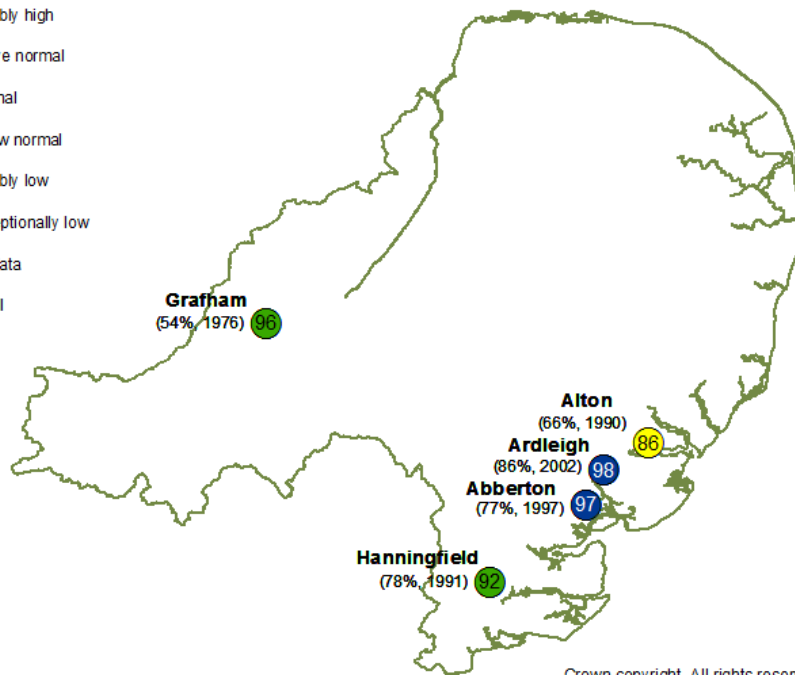 bly high
e normal
nal
w normal
bly low
ptionally low
ata
l
Grafham
(54%, 1976) 96
Alton
(66%, 1990) 86
Ardleigh
(86%, 2002) 98
Abberton
(77%, 1997) 97
Hanningfield
(78%, 1991) 92
Crown copyright. All rights reser